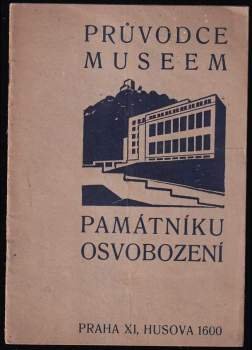 PRŮVODCE
MUSEEM
PAMÁTNÍKU
OSVOBOZENÍ
PRAHA XI, HUSOVA 1600